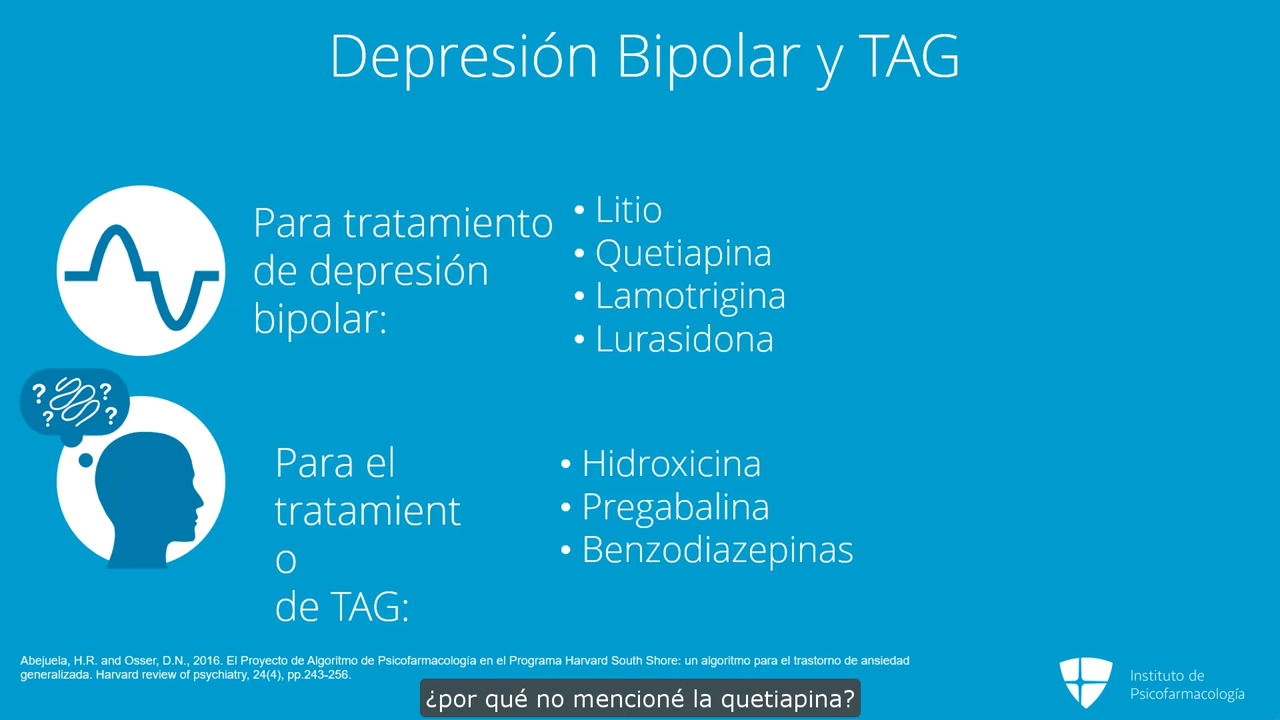 Depresión Bipolar y TAG
Para tratamiento
de depresión
bipolar:
• Litio
• Quetiapina
• Lamotrigina
• Lurasidona
? ?
? ?
Para el
tratamient
o
de TAG:
• Hidroxicina
• Pregabalina
• Benzodiazepinas
Abejuela, H.R. and Osser, D.N., 2016. El Proyecto de Algoritmo de Psicofarmacología en el Programa Harvard South Shore: un algoritmo para el trastorno de ansiedad
generalizada. Harvard review of psychiatry, 24(4), pp.243-256.
¿por qué no mencioné la quetiapina?
Instituto de
Psicofarmacología